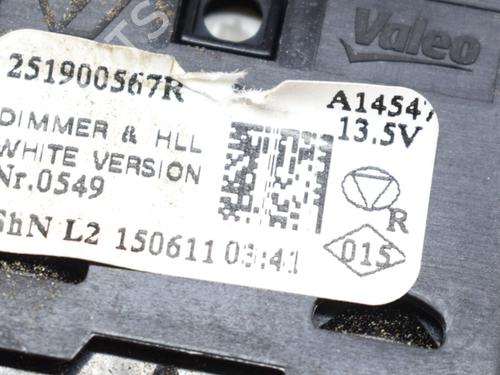 Valeo
251900567R
A14547
13.5V
DIMMER & HLL
WHITE VERSION
Nr.0549
R
ShN L2 150611 03:41
015